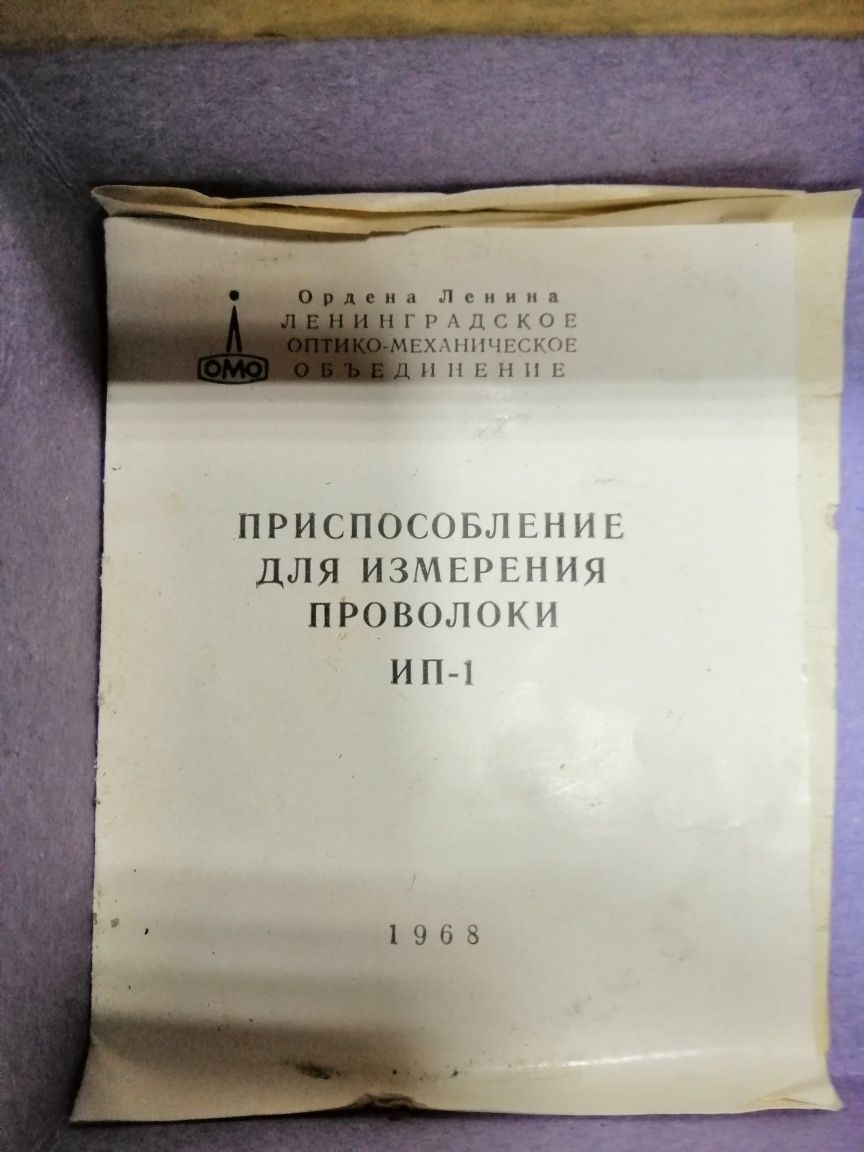 Ордена Ленина
ЛЕНИНГРАДСКОЕ
ОПТИКО-МЕХАНИЧЕСКОЕ
ОБЪЕДИНЕНИЕ
ОМО
ПРИСПОСОБЛЕНИЕ
ДЛЯ ИЗМЕРЕНИЯ
ПРОВОЛОКИ
ИП-1
1968